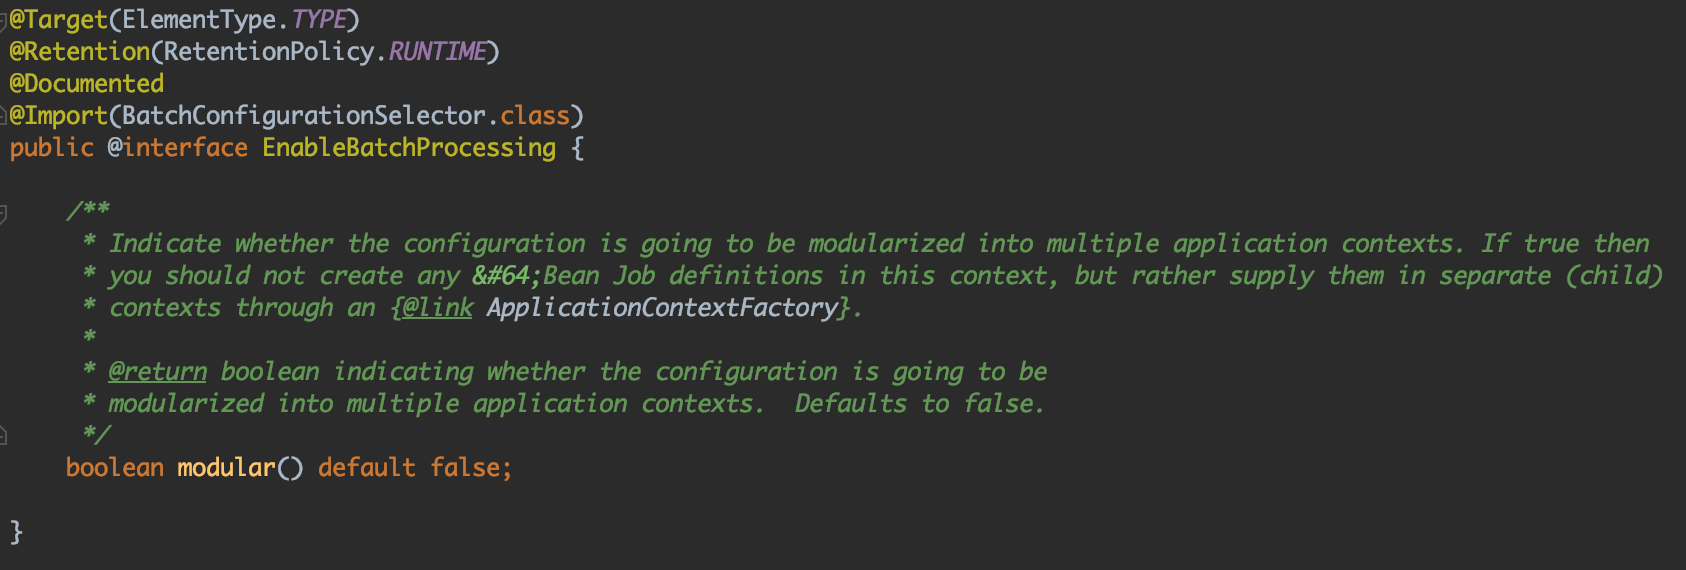 @Target(ElementType.TYPE)
@Retention(RetentionPolicy.RUNTIME)
@Documented
@Import(BatchConfigurationSelector.class)
public @interface EnableBatchProcessing {
/**
* Indicate whether the configuration is going to be modularized into multiple application contexts. If true then
* you should not create any &#64;Bean Job definitions in this context, but rather supply them in separate (child)
* contexts through an {@link ApplicationContextFactory}.
*
* @return boolean indicating whether the configuration is going to be
* modularized into multiple application contexts.  Defaults to false.
*/
boolean modular() default false;
}